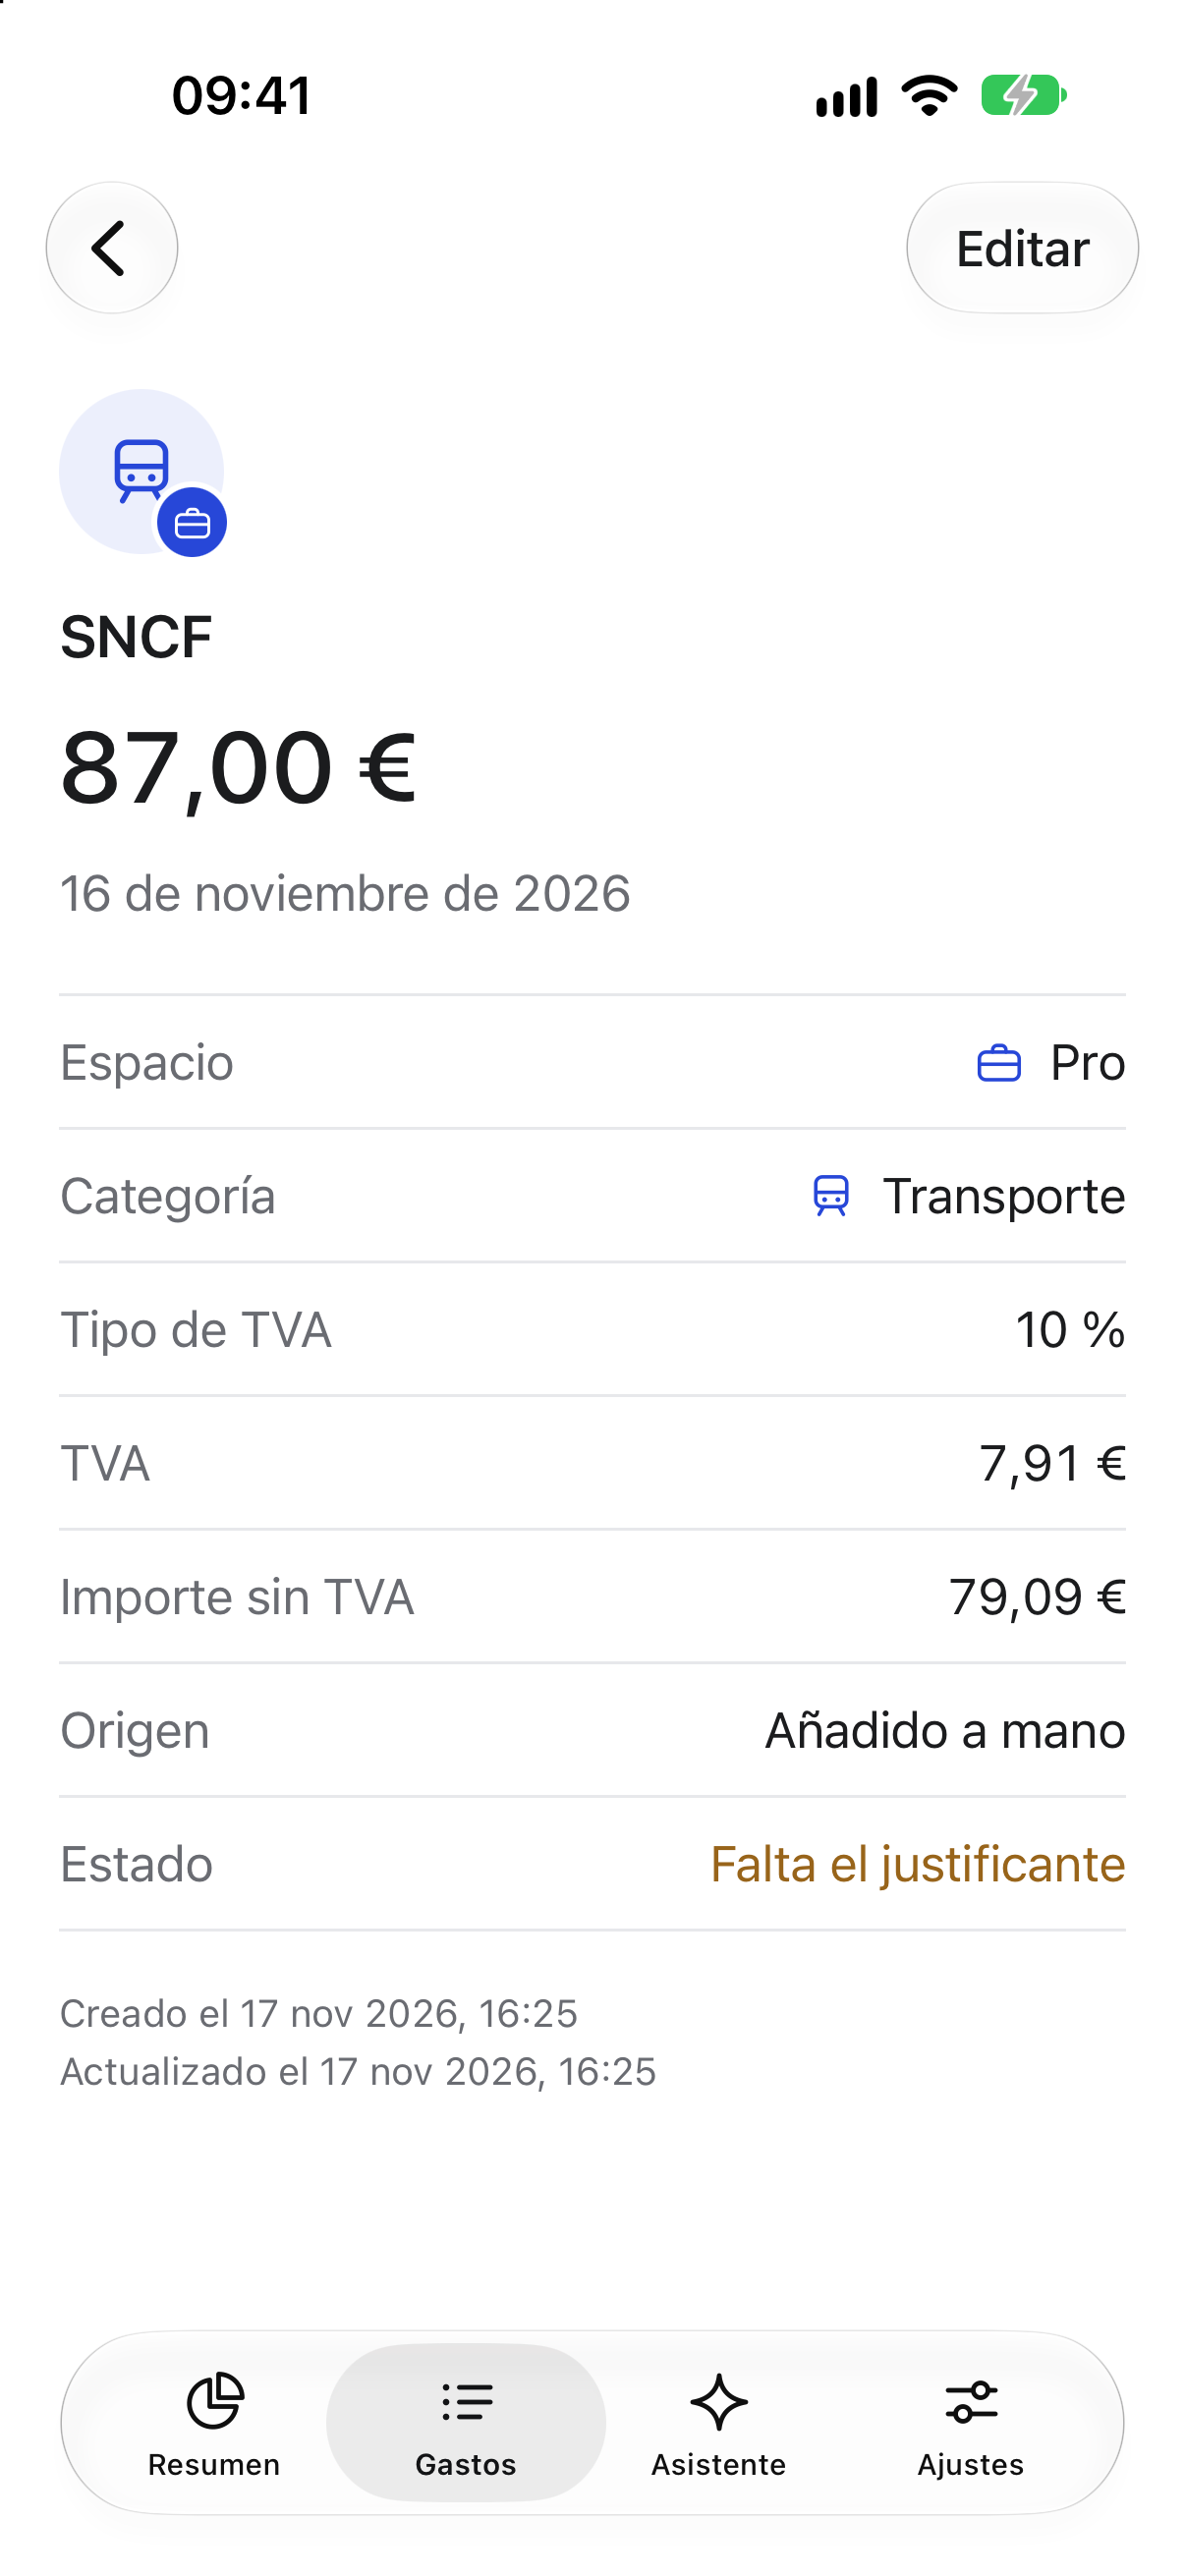 09:41
Editar
SNCF
87,00 €
16 de noviembre de 2026
Espacio Pro
Categoría Transporte
Tipo de TVA 10 %
TVA 7,91 €
Importe sin TVA 79,09 €
Origen Añadido a mano
Estado Falta el justificante
Creado el 17 nov 2026, 16:25
Actualizado el 17 nov 2026, 16:25
Resumen Gastos Asistente Ajustes